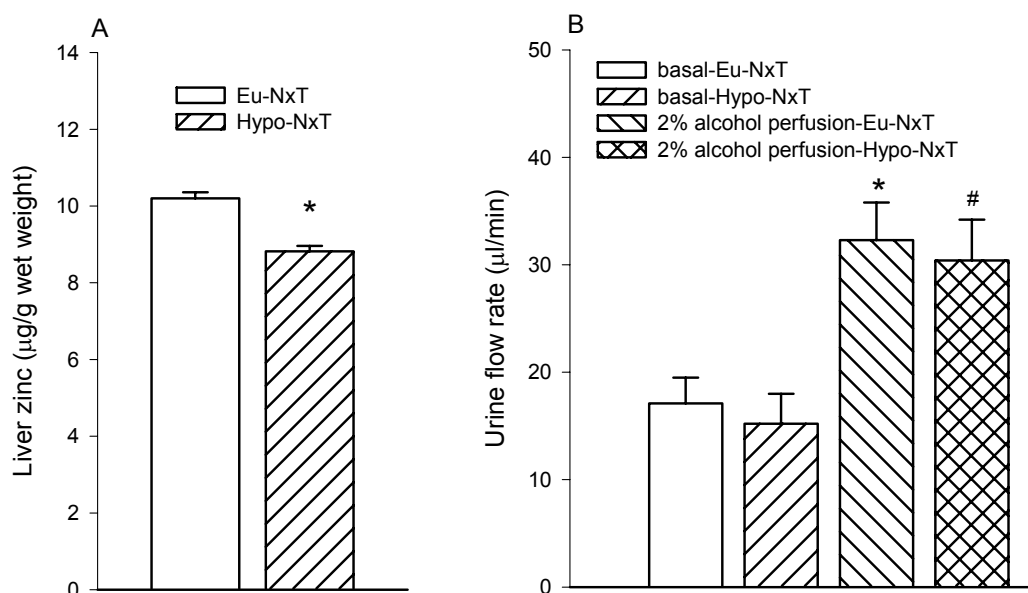 A
Liver zinc (μg/g wet weight)
14
12
10
8
6
4
2
0
Eu-NxT
Hypo-NxT
*
B
Urine flow rate (μl/min)
50
40
30
20
10
0
basal-Eu-NxT
basal-Hypo-NxT
2% alcohol perfusion-Eu-NxT
2% alcohol perfusion-Hypo-NxT
*
#